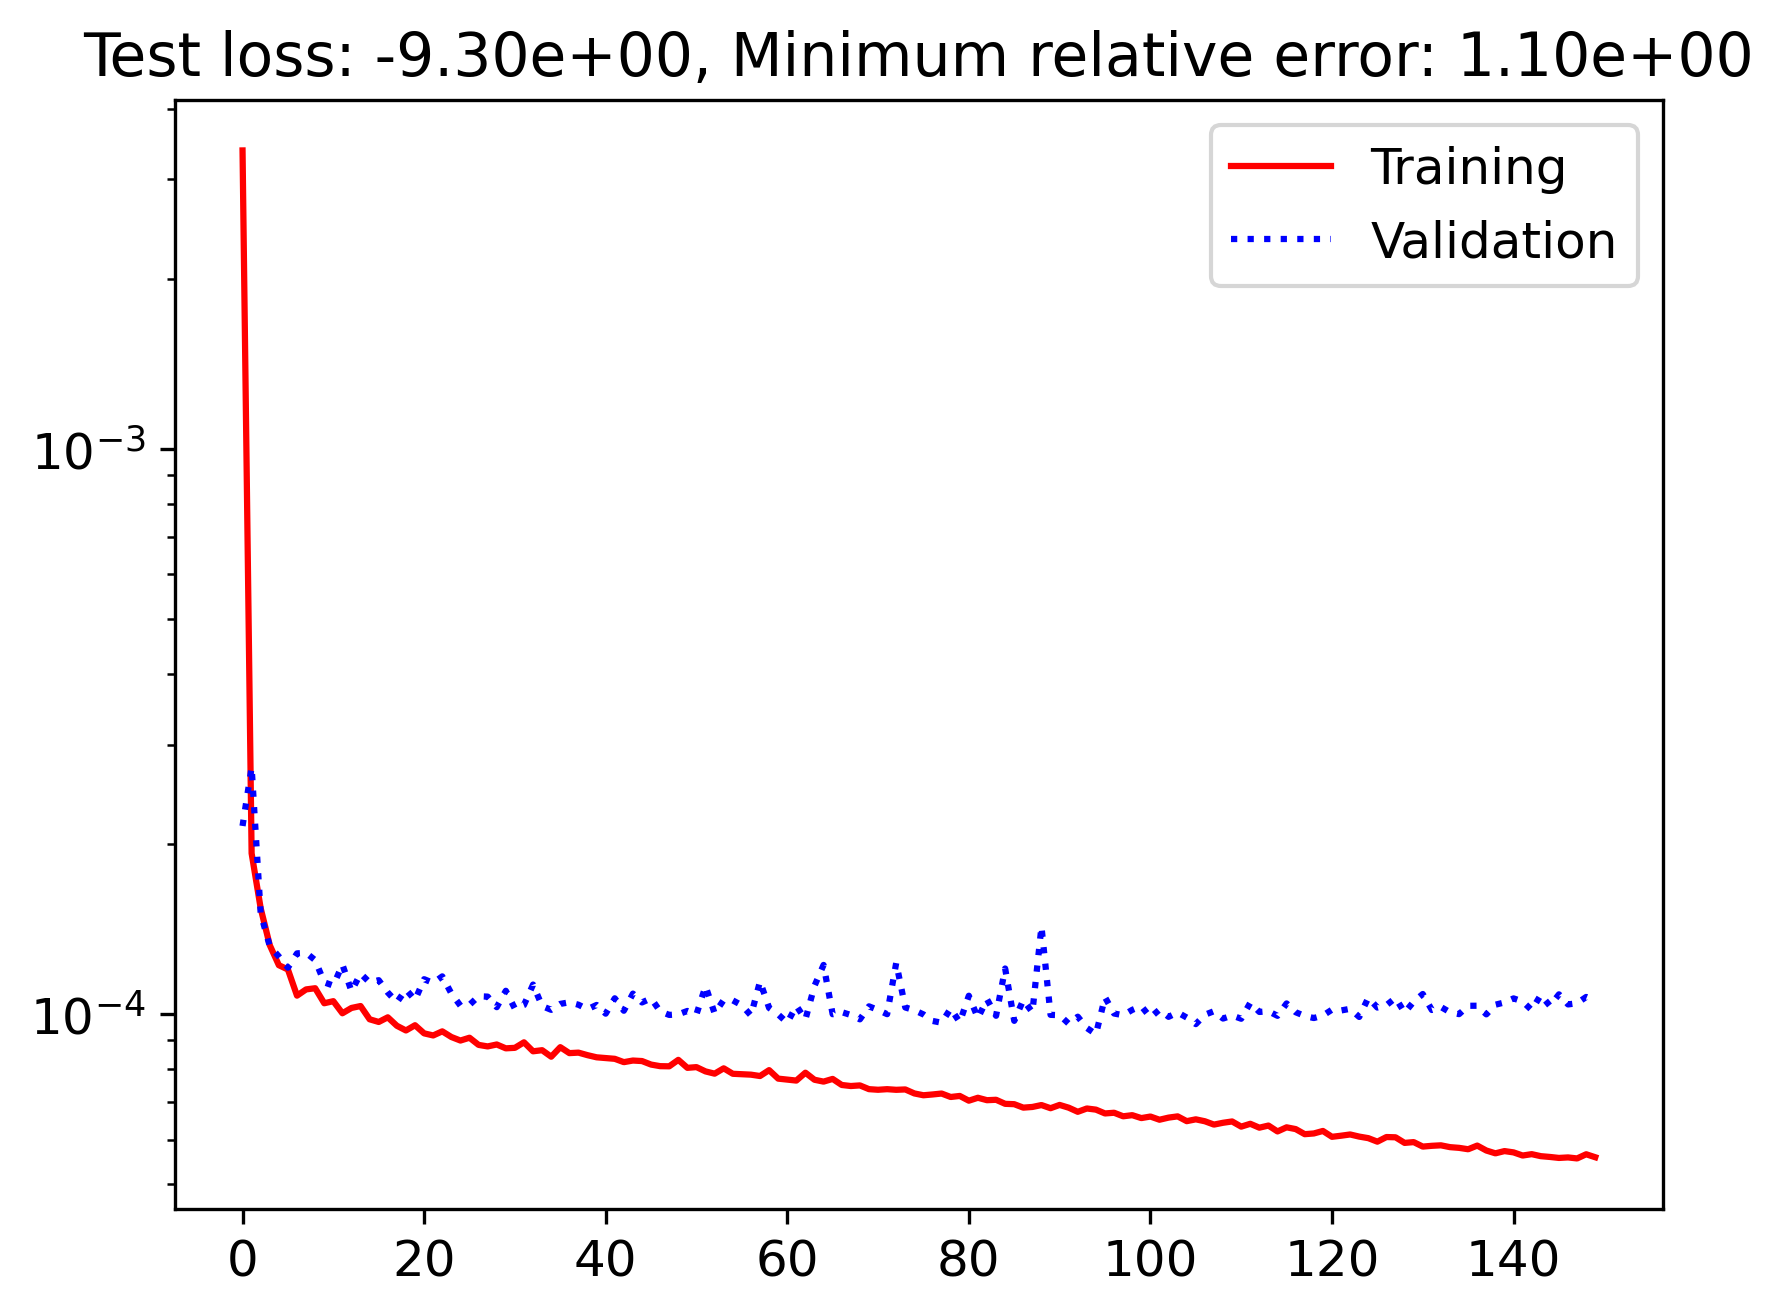 Test loss: -9.30e+00, Minimum relative error: 1.10e+00
Training
Validation
10⁻³
10⁻⁴
0 20 40 60 80 100 120 140